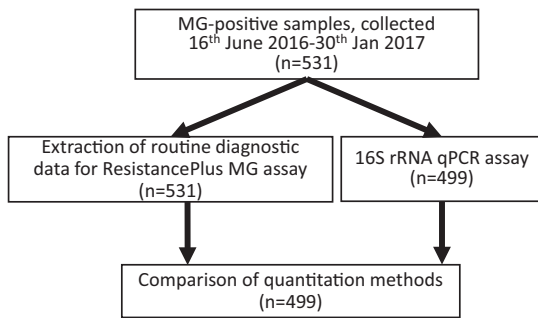 MG-positive samples, collected
16th June 2016-30th Jan 2017
(n=531)
Extraction of routine diagnostic
data for ResistancePlus MG assay
(n=531)
16S rRNA qPCR assay
(n=499)
Comparison of quantitation methods
(n=499)